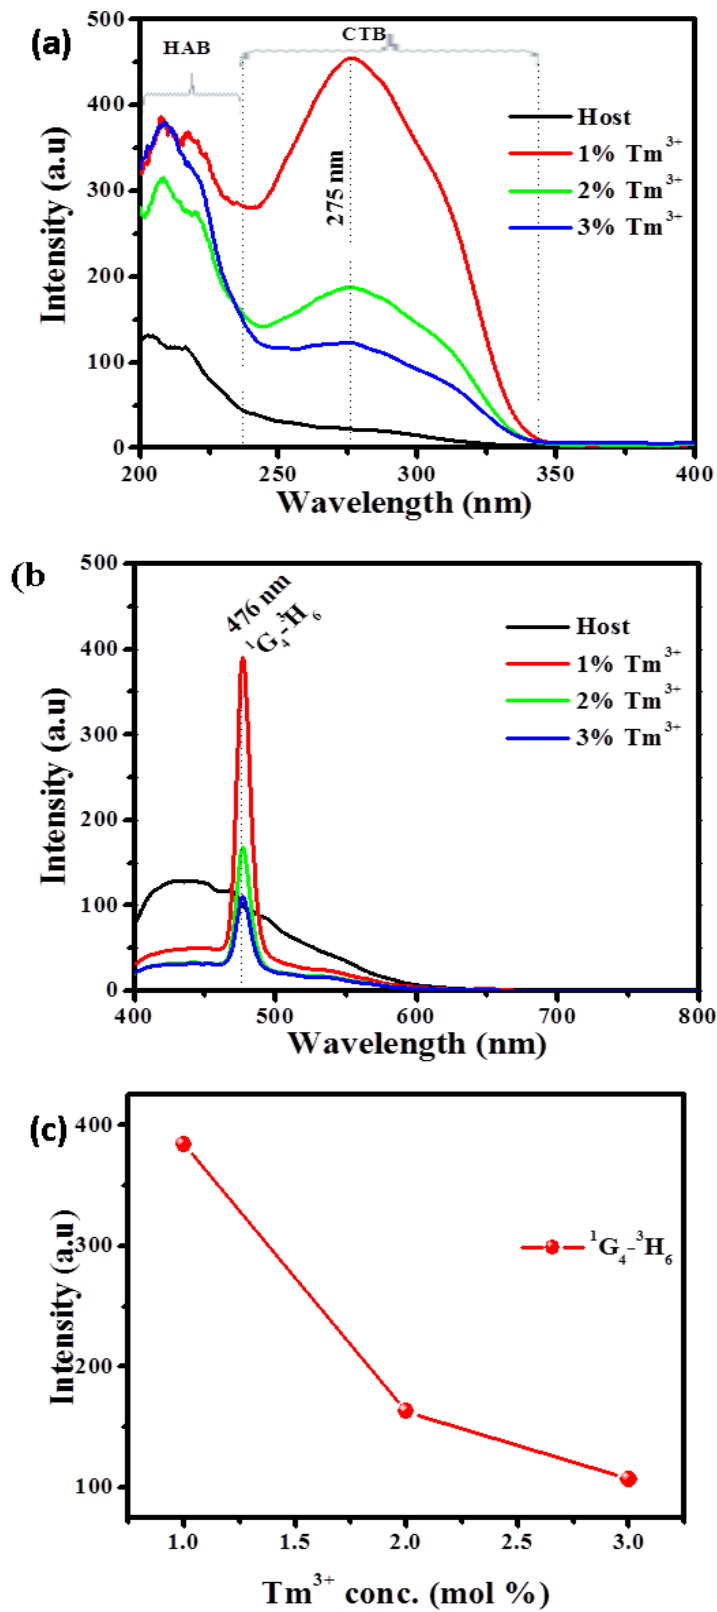 (a)
HAB
CTB
275 nm
Host
1% Tm³⁺
2% Tm³⁺
3% Tm³⁺
Intensity (a.u)
500
400
300
200
100
0
200 250 300 350 400
Wavelength (nm)
(b
476 nm
¹G₄-³H₆
Host
1% Tm³⁺
2% Tm³⁺
3% Tm³⁺
Intensity (a.u)
500
400
300
200
100
0
400 500 600 700 800
Wavelength (nm)
(c)
¹G₄-³H₆
Intensity (a.u)
400
300
200
100
1.0 1.5 2.0 2.5 3.0
Tm³⁺ conc. (mol %)